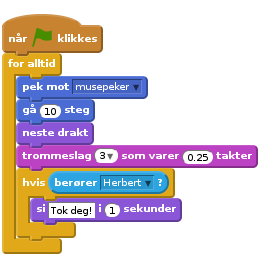 når klikkes
for alltid
pek mot musepeker
gå 10 steg
neste drakt
trommeslag 3 som varer 0.25 takter
hvis berører Herbert ?
si Tok deg! i 1 sekunder